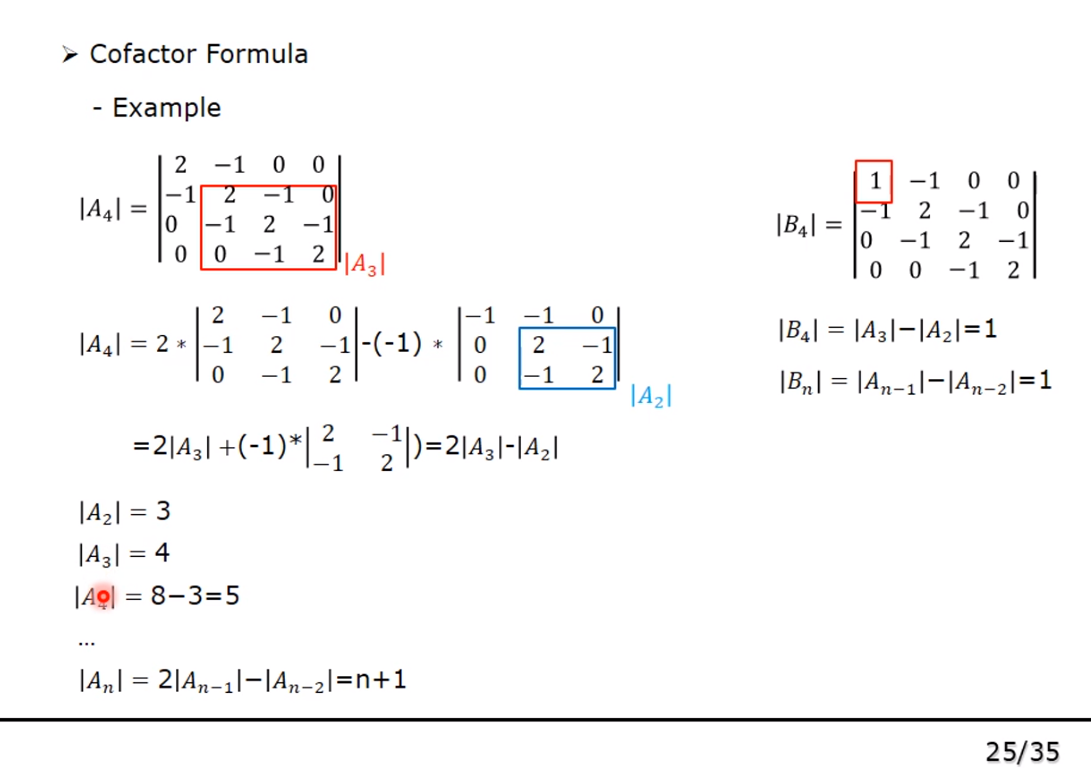 ➢ Cofactor Formula
- Example
|A₄| =
2 −1 0 0
−1 2 −1 0
0 −1 2 −1
0 0 −1 2
|A₃|
|A₄| = 2 * |2 −1 0| -(-1) * |−1 −1 0|
|−1 2 −1| |0 2 −1|
|0 −1 2| |0 −1 2|
|A₂|
=2|A₃| +(-1)*|2 −1|)=2|A₃|-|A₂|
|−1 2|
|A₂| = 3
|A₃| = 4
|A₄| = 8−3=5
...
|Aₙ| = 2|Aₙ₋₁|−|Aₙ₋₂|=n+1
|B₄| =
1 −1 0 0
−1 2 −1 0
0 −1 2 −1
0 0 −1 2
|B₄| = |A₃|−|A₂|=1
|Bₙ| = |Aₙ₋₁|−|Aₙ₋₂|=1
25/35